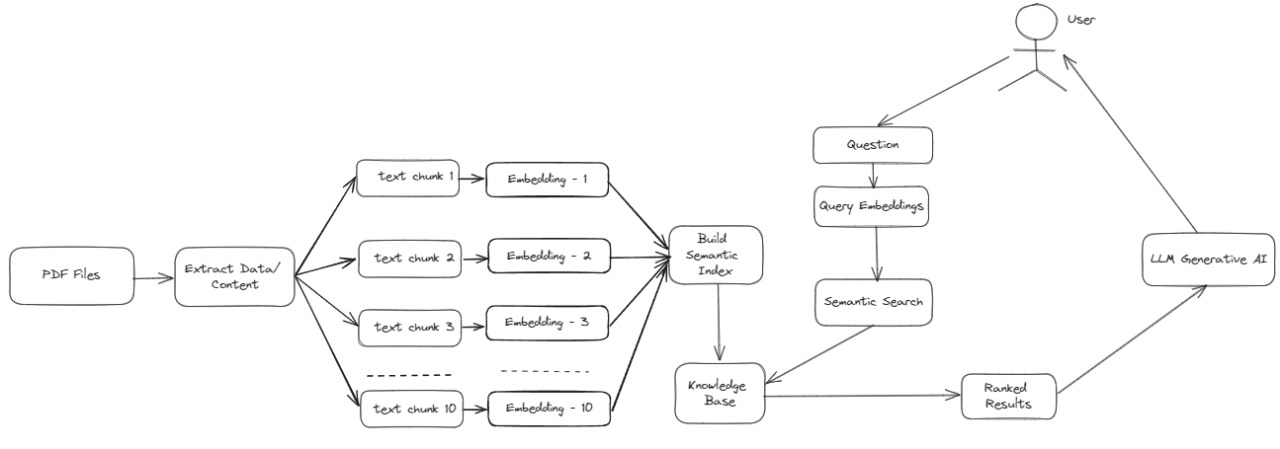 User
Question
Query Embeddings
Semantic Search
PDF Files
Extract Data/
Content
text chunk 1
Embedding - 1
text chunk 2
Embedding - 2
text chunk 3
Embedding - 3
text chunk 10
Embedding - 10
Build
Semantic
Index
Knowledge
Base
Ranked
Results
LLM Generative AI